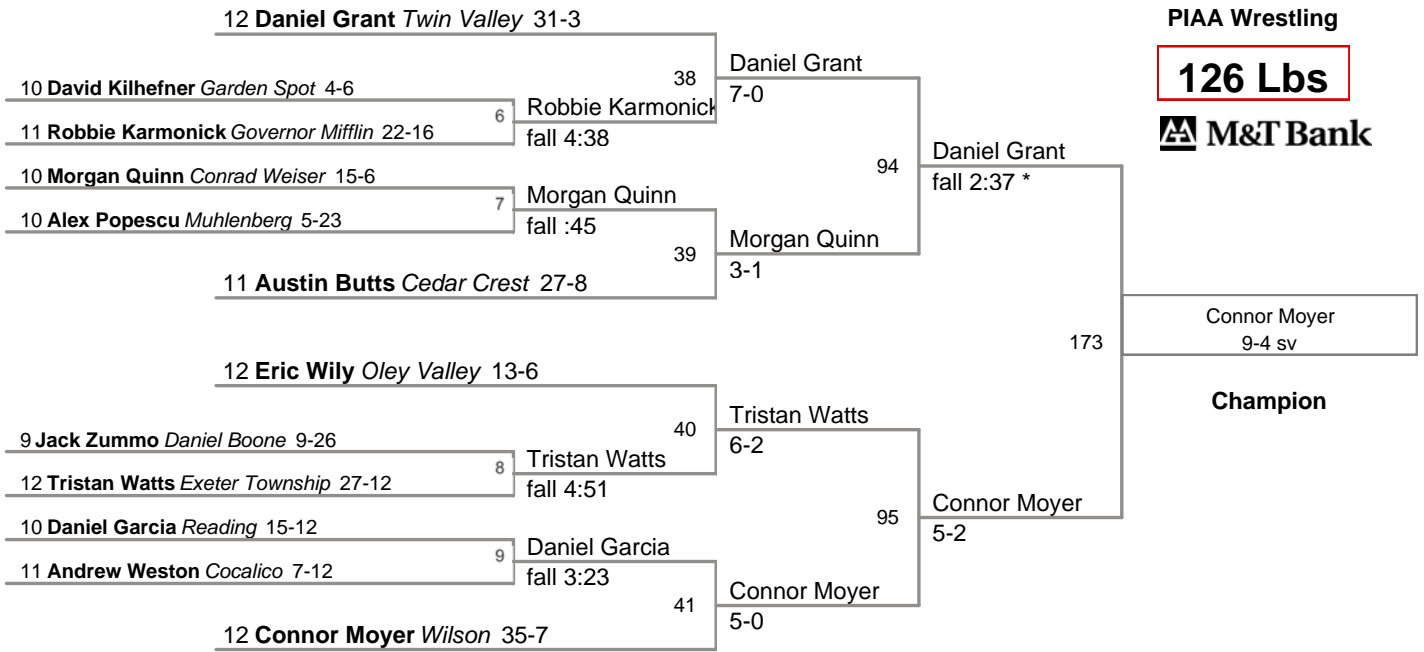 12 Daniel Grant Twin Valley 31-3
PIAA Wrestling
126 Lbs
M&T Bank
38
Daniel Grant
7-0
10 David Kilhefner Garden Spot 4-6
6
Robbie Karmonick
fall 4:38
11 Robbie Karmonick Governor Mifflin 22-16
94
Daniel Grant
fall 2:37 *
10 Morgan Quinn Conrad Weiser 15-6
7
Morgan Quinn
fall :45
10 Alex Popescu Muhlenberg 5-23
39
Morgan Quinn
3-1
11 Austin Butts Cedar Crest 27-8
173
Connor Moyer
9-4 sv
Champion
12 Eric Wily Oley Valley 13-6
40
Tristan Watts
6-2
9 Jack Zummo Daniel Boone 9-26
8
Tristan Watts
fall 4:51
12 Tristan Watts Exeter Township 27-12
95
Connor Moyer
5-2
10 Daniel Garcia Reading 15-12
9
Daniel Garcia
fall 3:23
11 Andrew Weston Cocalico 7-12
41
Connor Moyer
5-0
12 Connor Moyer Wilson 35-7